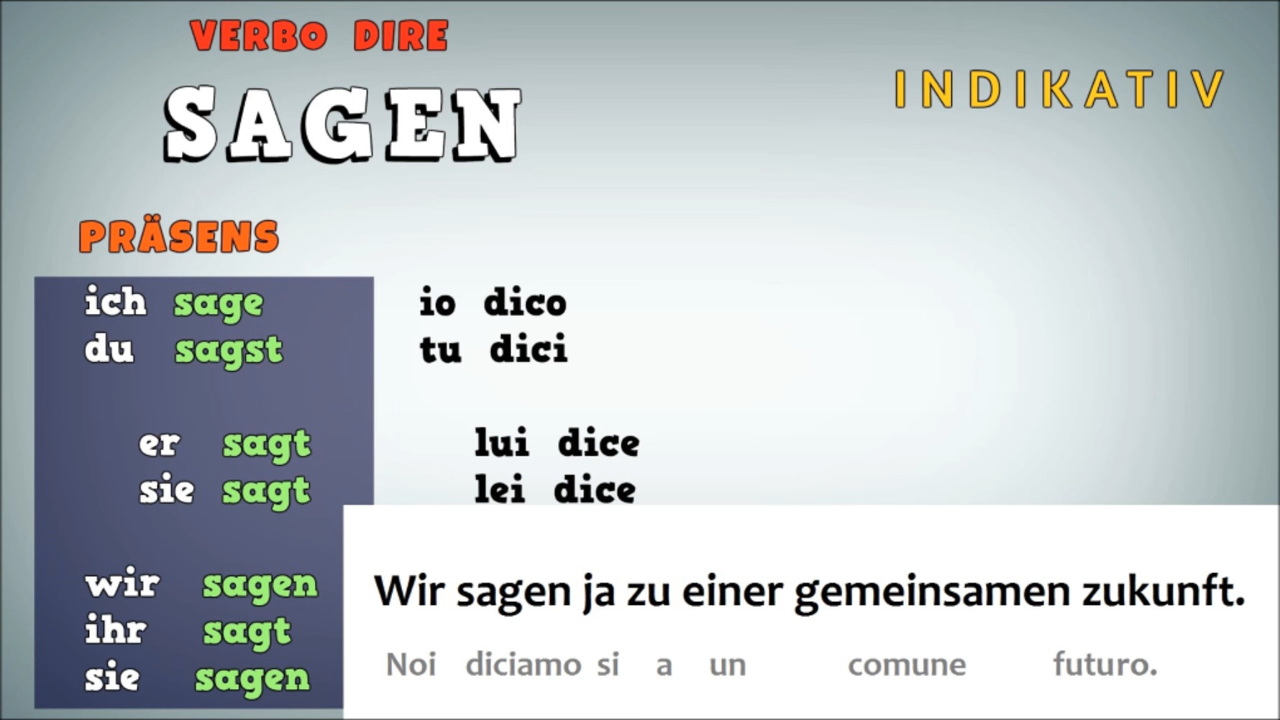 VERBO DIRE
SAGEN
INDIKATIV
PRÄSENS
ich sage io dico
du sagst tu dici
er sagt lui dice
sie sagt lei dice
wir sagen
ihr sagt
sie sagen
Wir sagen ja zu einer gemeinsamen zukunft.
Noi diciamo si a un comune futuro.